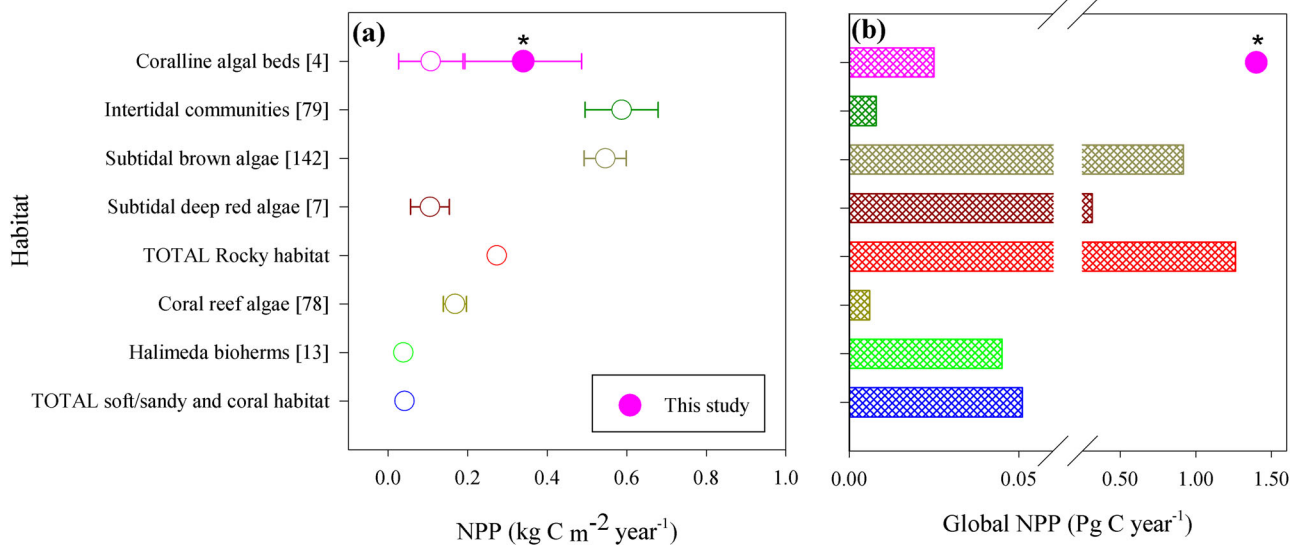 (a)
(b)
*
*
Habitat
Coralline algal beds [4]
Intertidal communities [79]
Subtidal brown algae [142]
Subtidal deep red algae [7]
TOTAL Rocky habitat
Coral reef algae [78]
Halimeda bioherms [13]
TOTAL soft/sandy and coral habitat
This study
0.0 0.2 0.4 0.6 0.8 1.0
NPP (kg C m⁻² year⁻¹)
0.00 0.05 0.50 1.00 1.50
Global NPP (Pg C year⁻¹)